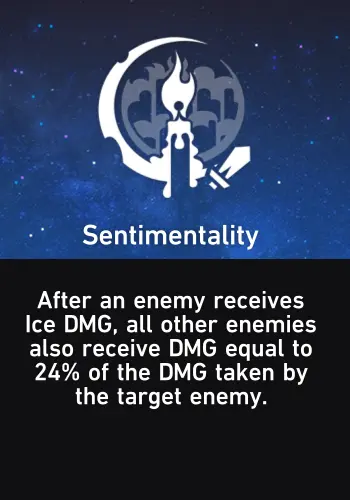 Sentimentality
After an enemy receives
Ice DMG, all other enemies
also receive DMG equal to
24% of the DMG taken by
the target enemy.